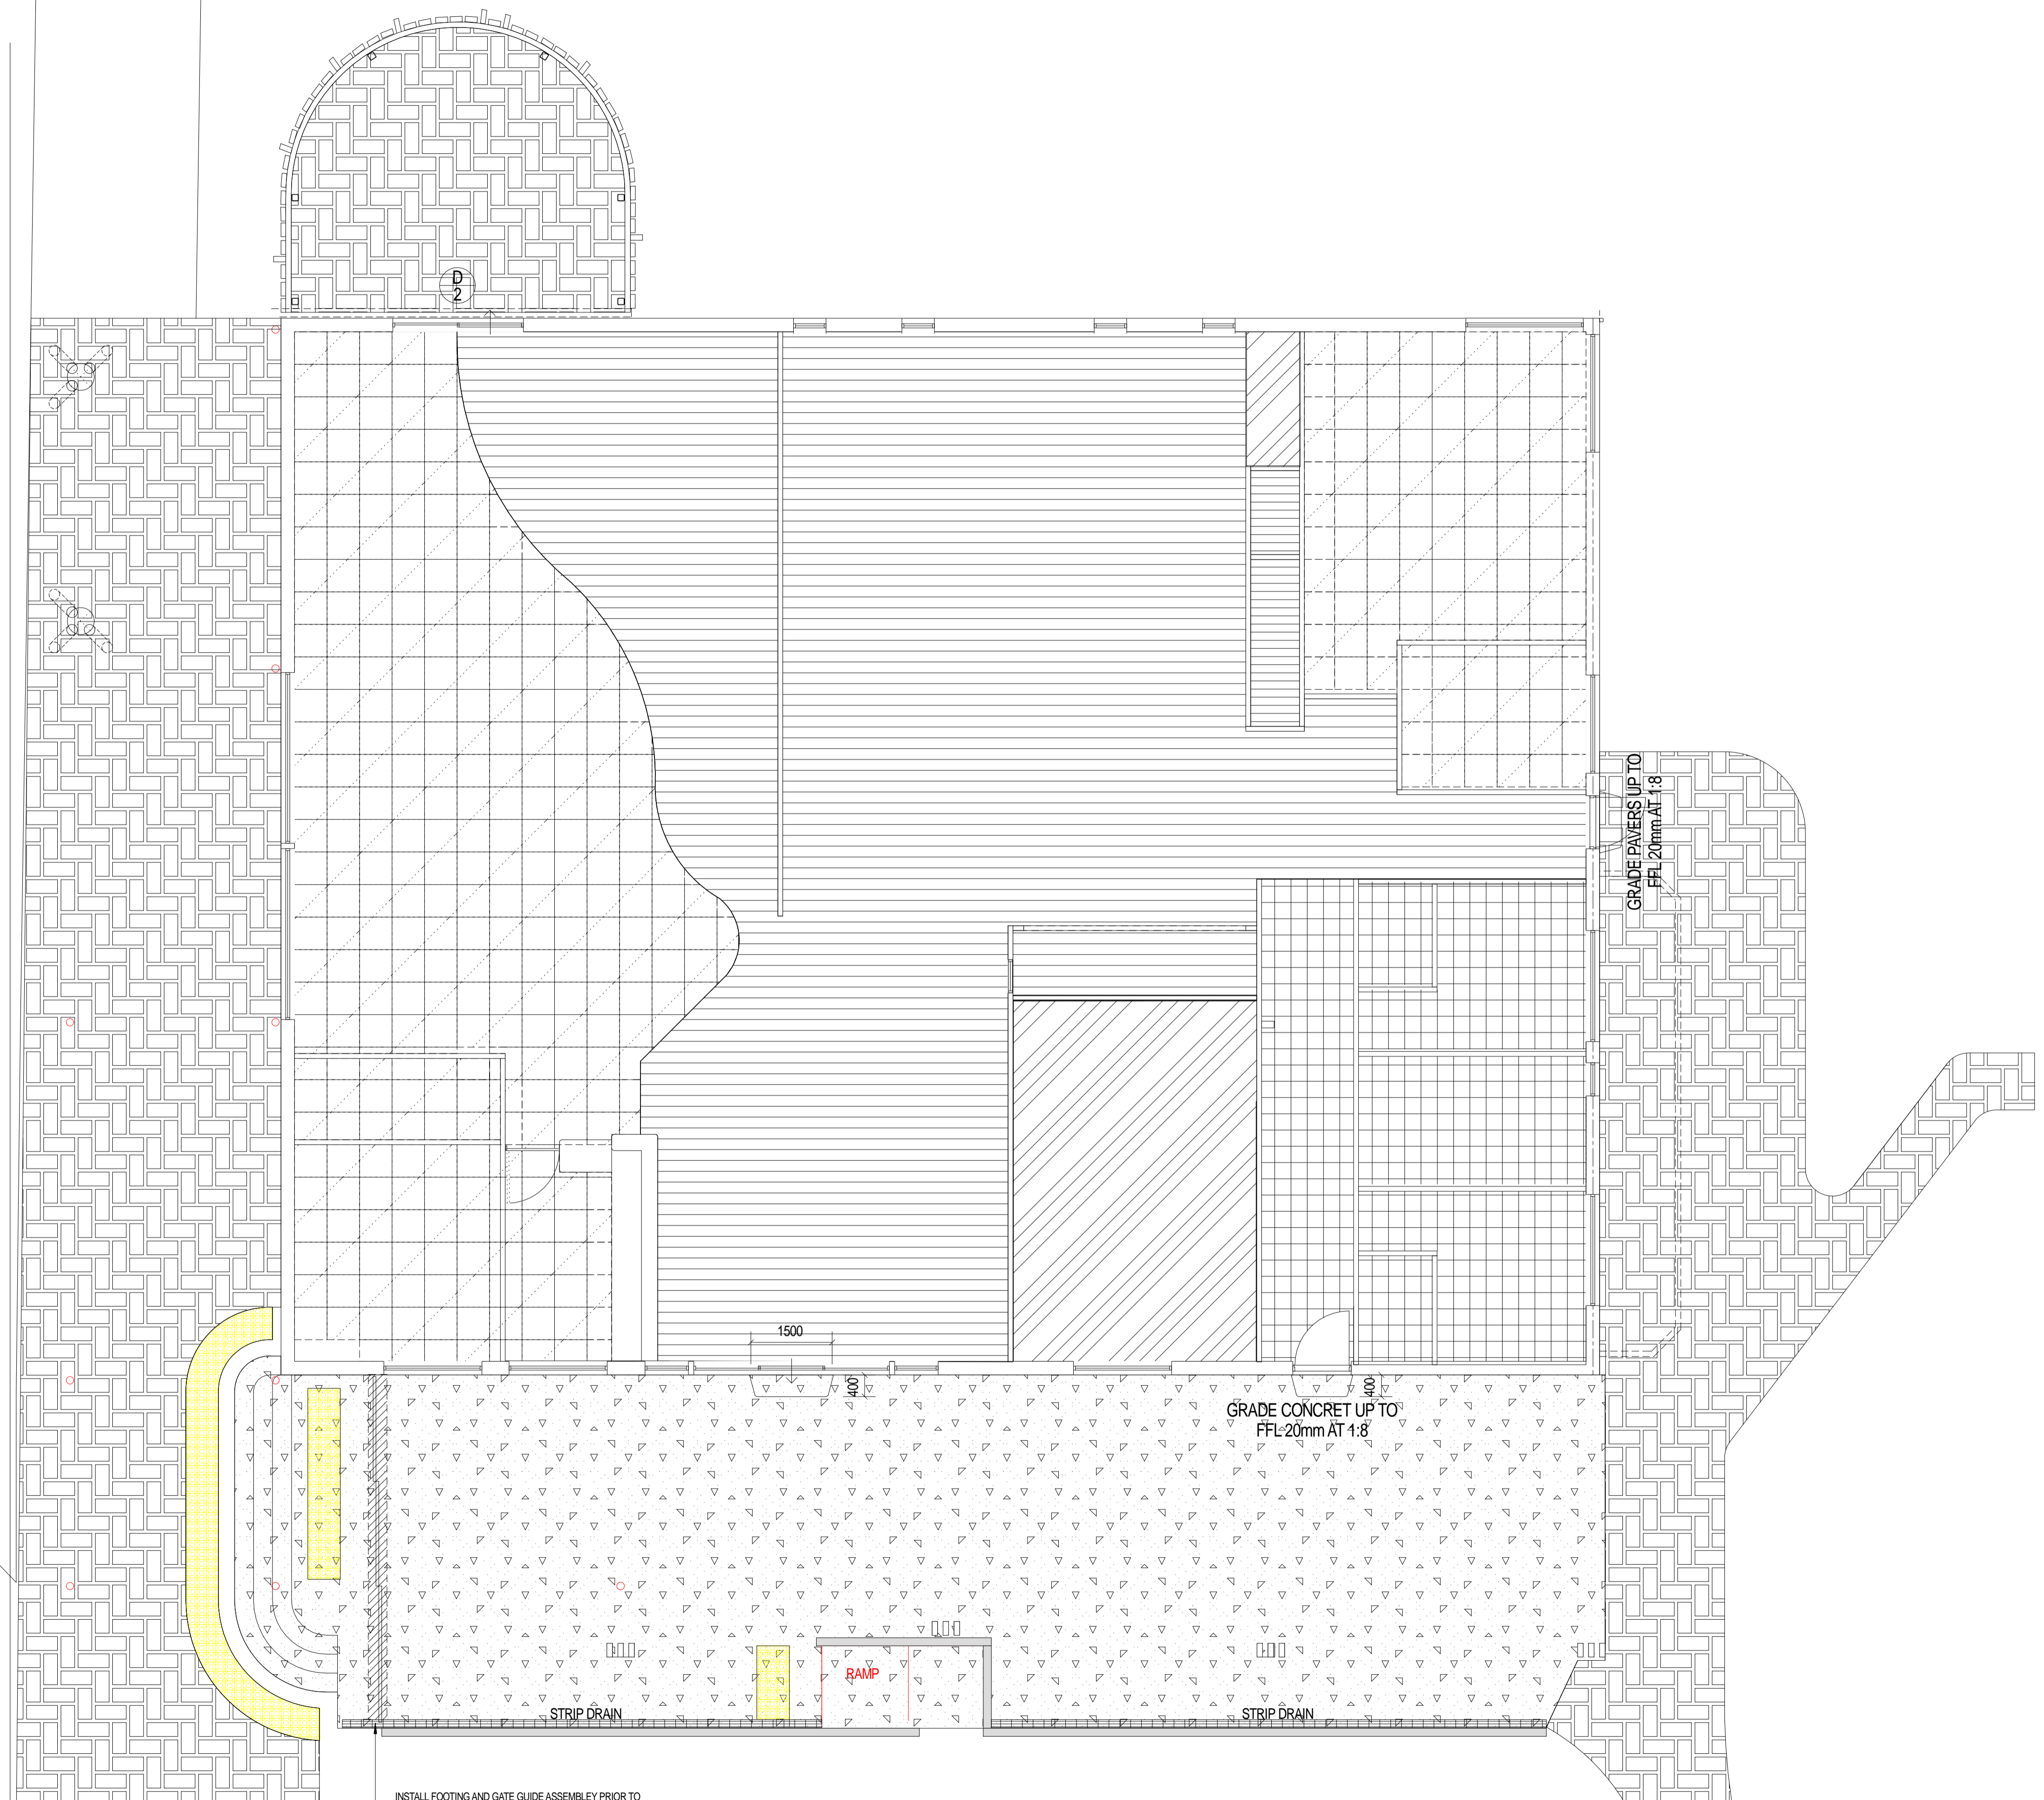 D
2
GRADE PAVERS UP TO
FFL 20mm AT 1:8
1500
400
400
GRADE CONCRET UP TO
FFL 20mm AT 1:8
RAMP
STRIP DRAIN
STRIP DRAIN
INSTALL FOOTING AND GATE GUIDE ASSEMBLEY PRIOR TO